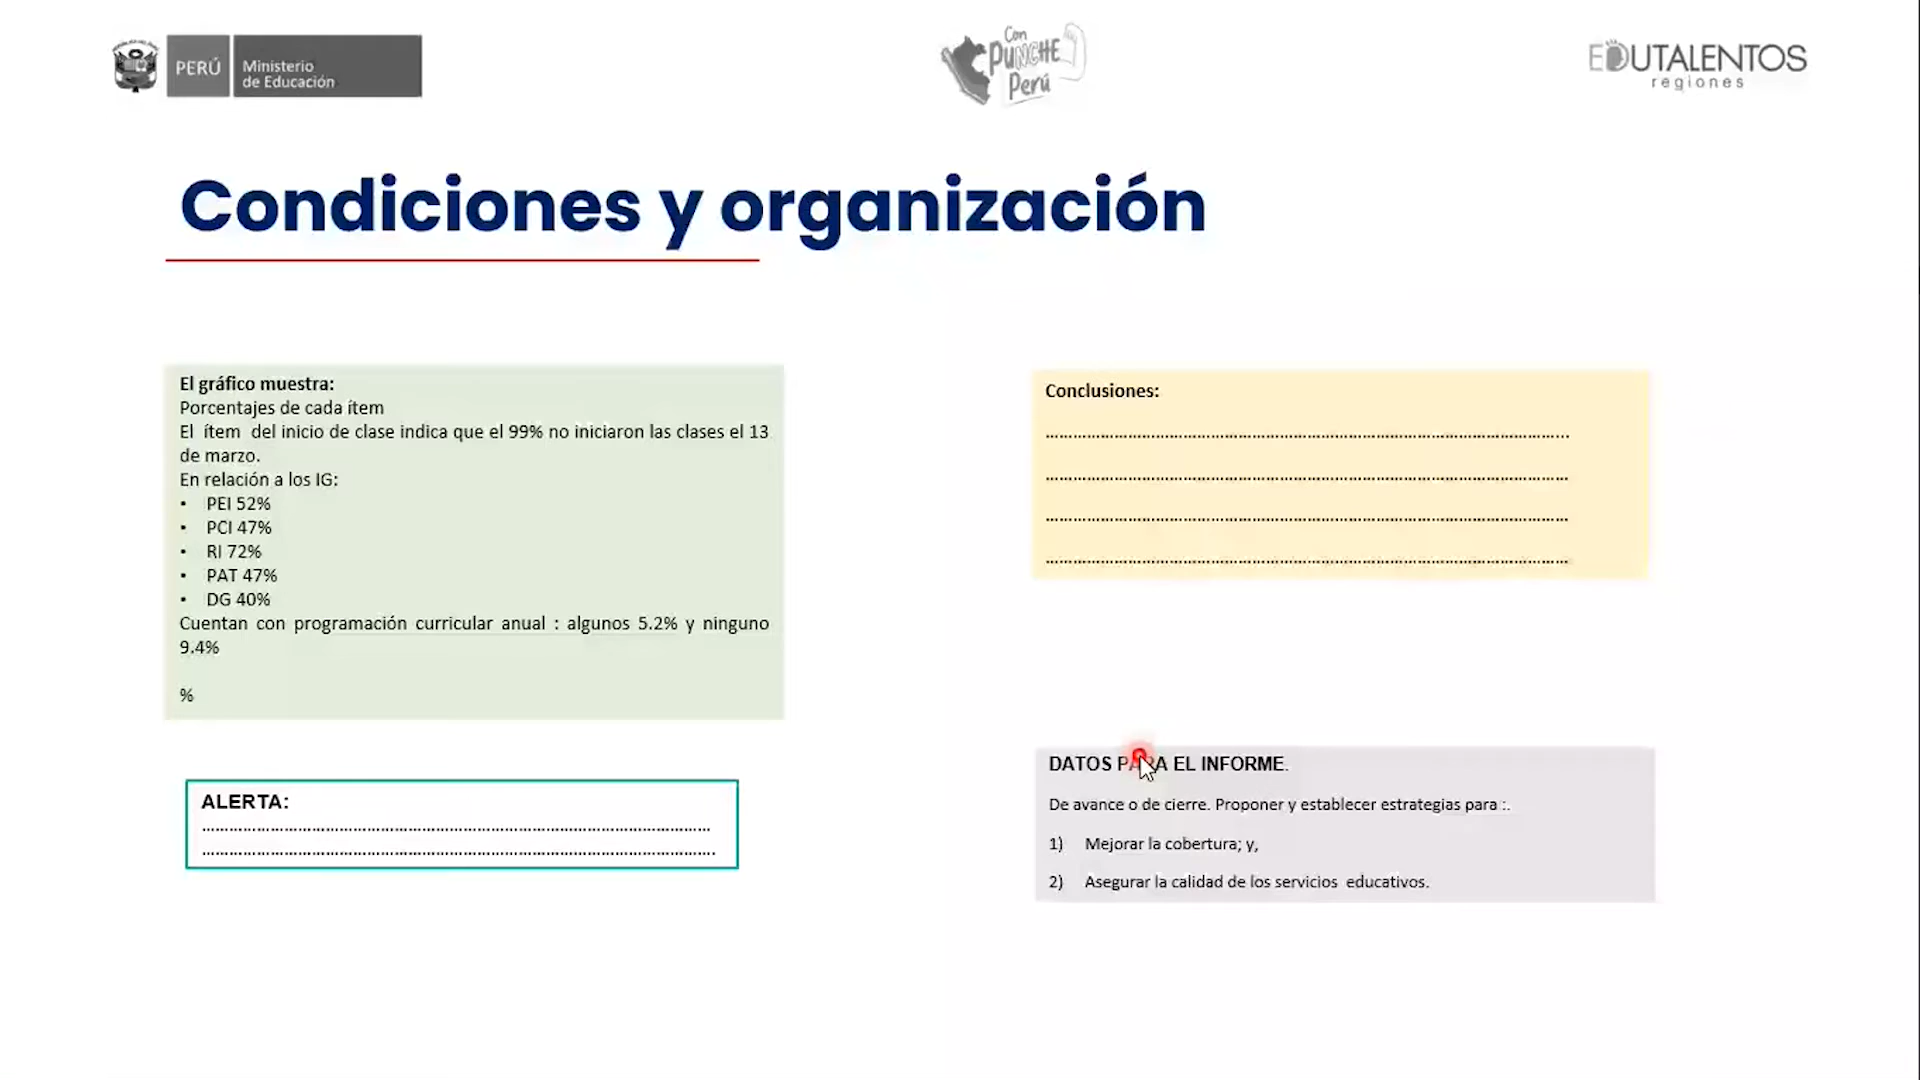 PERÚ
Ministerio
de Educación
Con
PUNCHE
Perú
EDUTALENTOS
regiones
Condiciones y organización
El gráfico muestra:
Porcentajes de cada ítem
El ítem del inicio de clase indica que el 99% no iniciaron las clases el 13
de marzo.
En relación a los IG:
• PEI 52%
• PCI 47%
• RI 72%
• PAT 47%
• DG 40%
Cuentan con programación curricular anual : algunos 5.2% y ninguno
9.4%
%
ALERTA:
Conclusiones:
DATOS PARA EL INFORME.
De avance o de cierre. Proponer y establecer estrategias para :.
1) Mejorar la cobertura; y,
2) Asegurar la calidad de los servicios educativos.